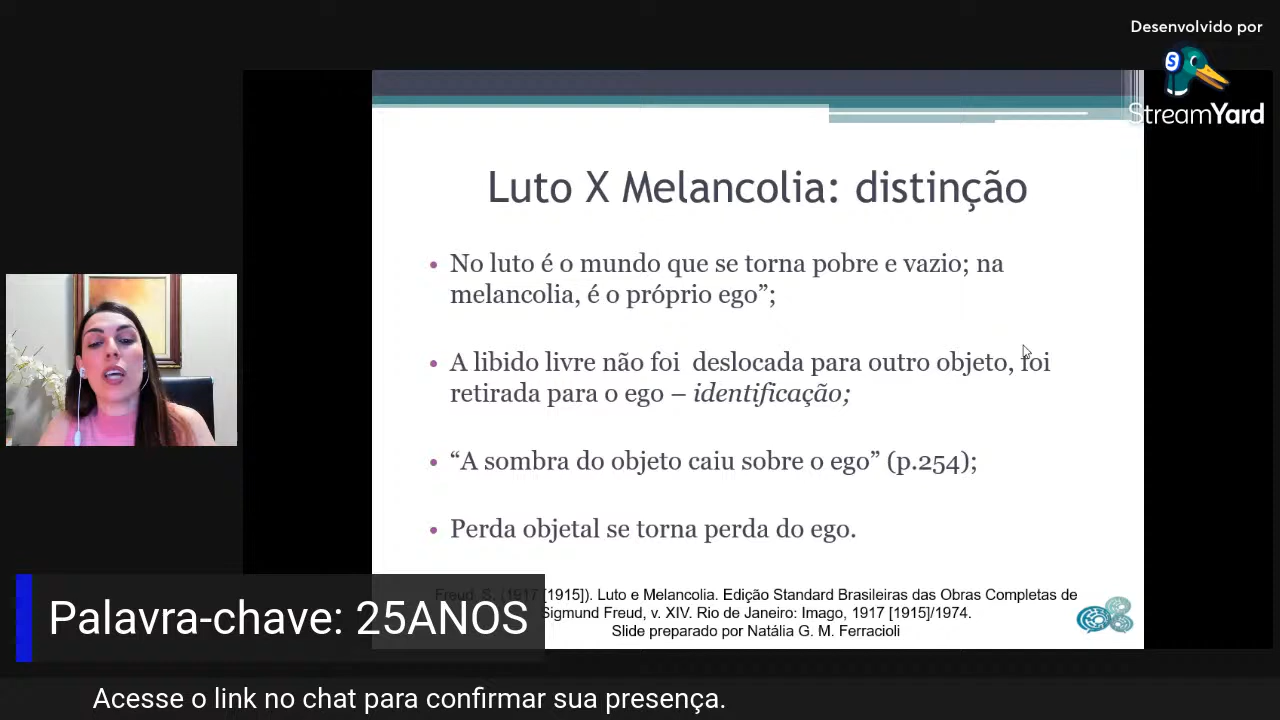 Desenvolvido por
StreamYard
Luto X Melancolia: distinção
• No luto é o mundo que se torna pobre e vazio; na
melancolia, é o próprio ego”;
• A libido livre não foi deslocada para outro objeto, foi
retirada para o ego – identificação;
• “A sombra do objeto caiu sobre o ego” (p.254);
• Perda objetal se torna perda do ego.
Freud, S. (1917 [1915]). Luto e Melancolia. Edição Standard Brasileiras das Obras Completas de
Sigmund Freud, v. XIV. Rio de Janeiro: Imago, 1917 [1915]/1974.
Slide preparado por Natália G. M. Ferracioli
Palavra-chave: 25ANOS
Acesse o link no chat para confirmar sua presença.